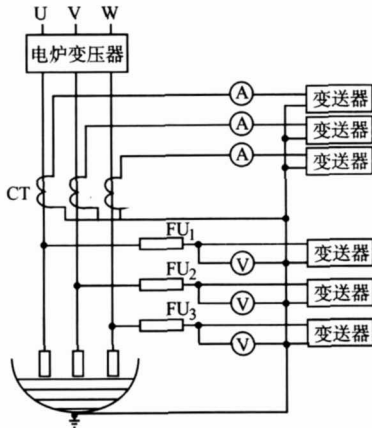 U V W
电炉变压器
A 变送器
A 变送器
A 变送器
CT
FU1
V 变送器
FU2
V 变送器
FU3
V 变送器